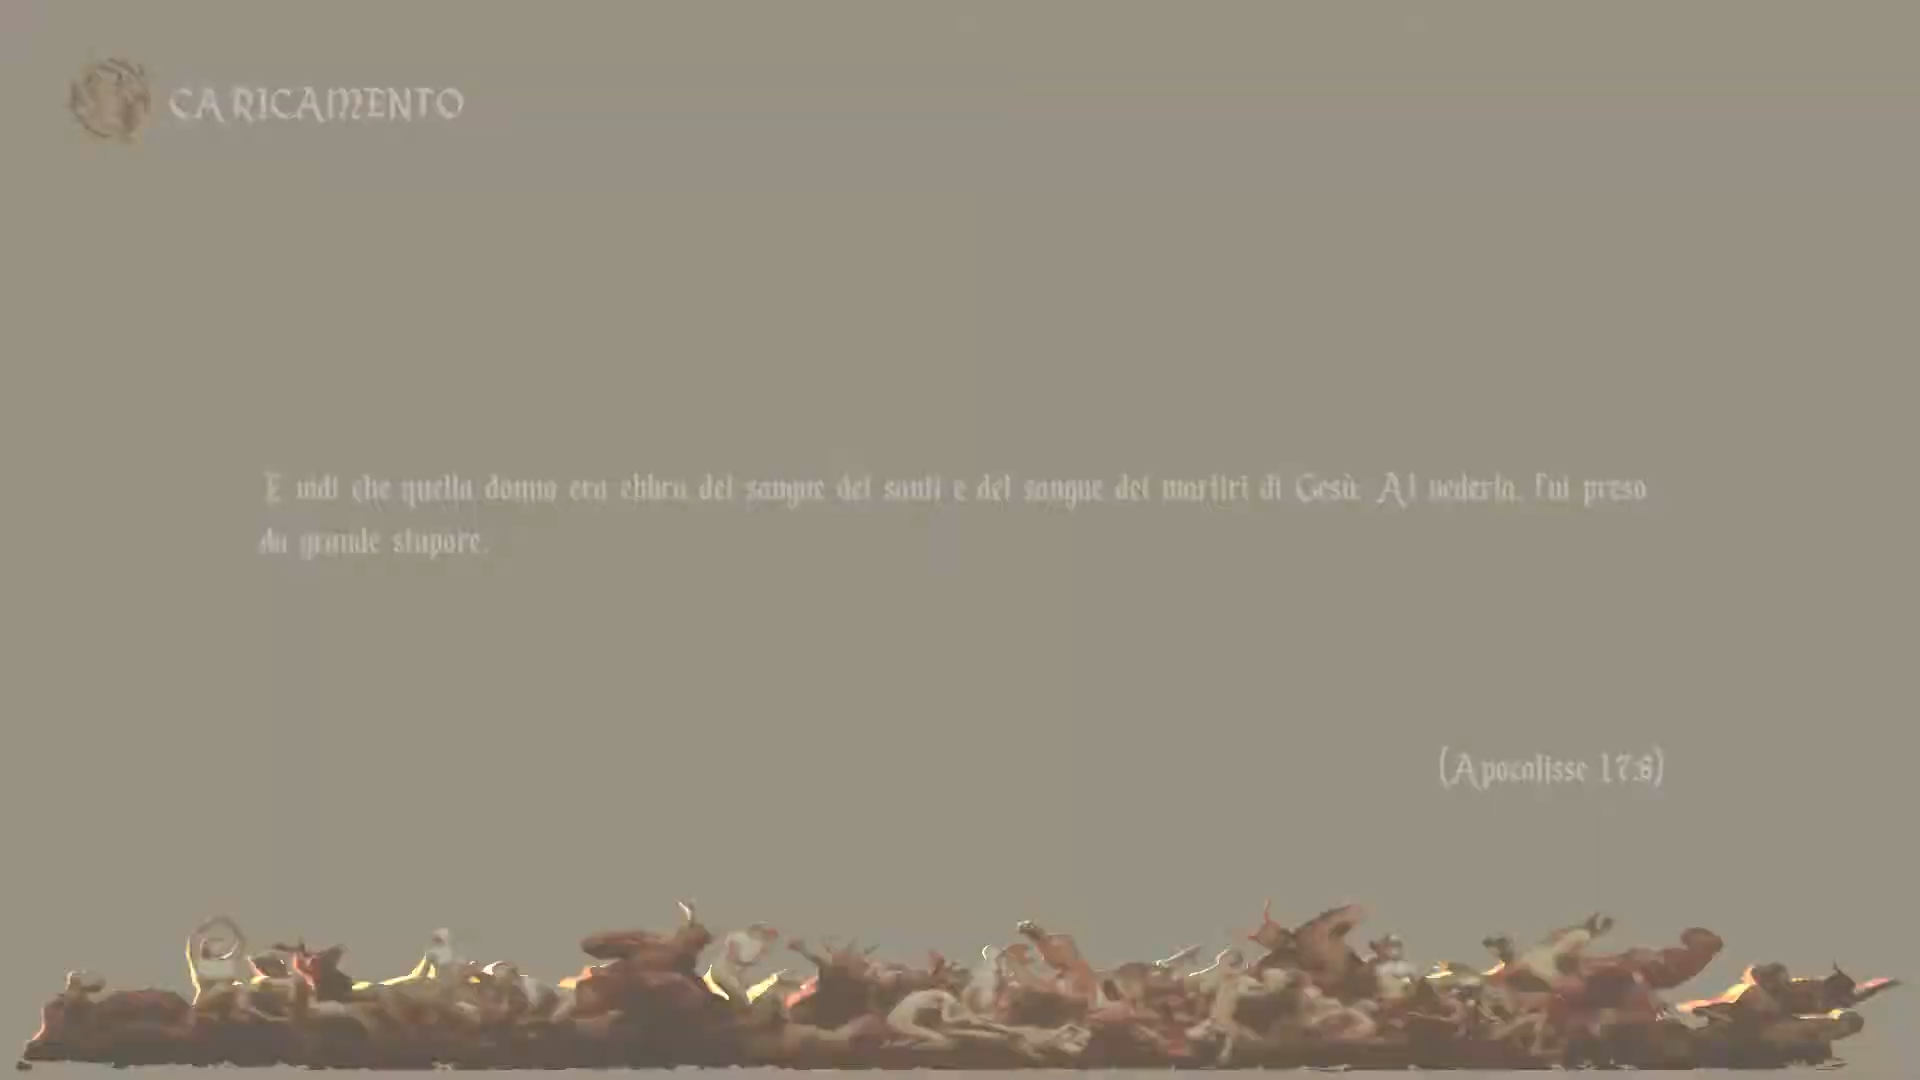 CARICAMENTO
E vidi che quella donna era ebbra del sangue dei santi e del sangue dei martiri di Gesù. Al vederla, fui preso
da grande stupore.
(Apocalisse 17:6)